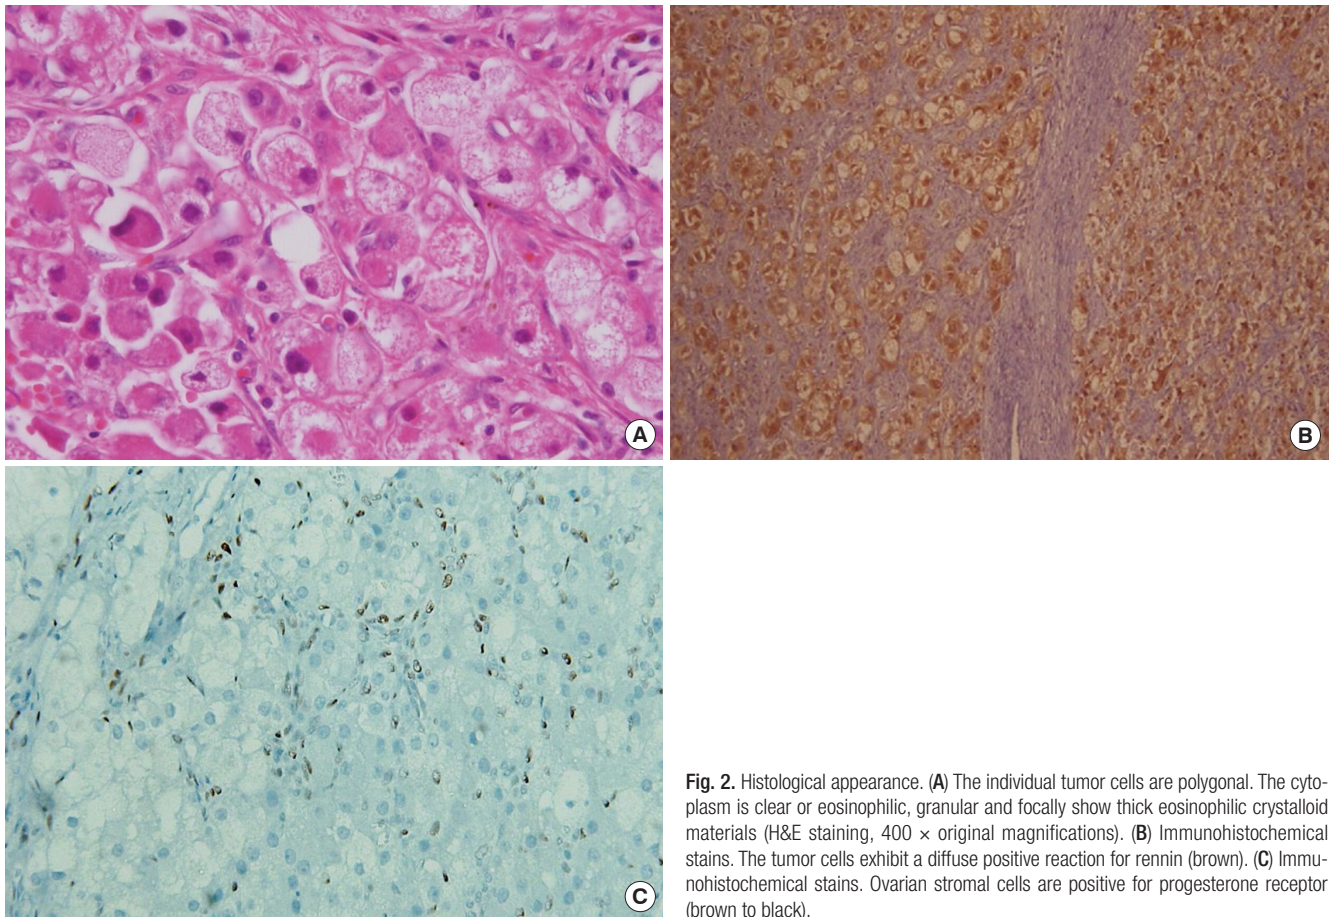 A
B
C
Fig. 2. Histological appearance. (A) The individual tumor cells are polygonal. The cyto-
plasm is clear or eosinophilic, granular and focally show thick eosinophilic crystalloid
materials (H&E staining, 400 × original magnifications). (B) Immunohistochemical
stains. The tumor cells exhibit a diffuse positive reaction for rennin (brown). (C) Immu-
nohistochemical stains. Ovarian stromal cells are positive for progesterone receptor
(brown to black).